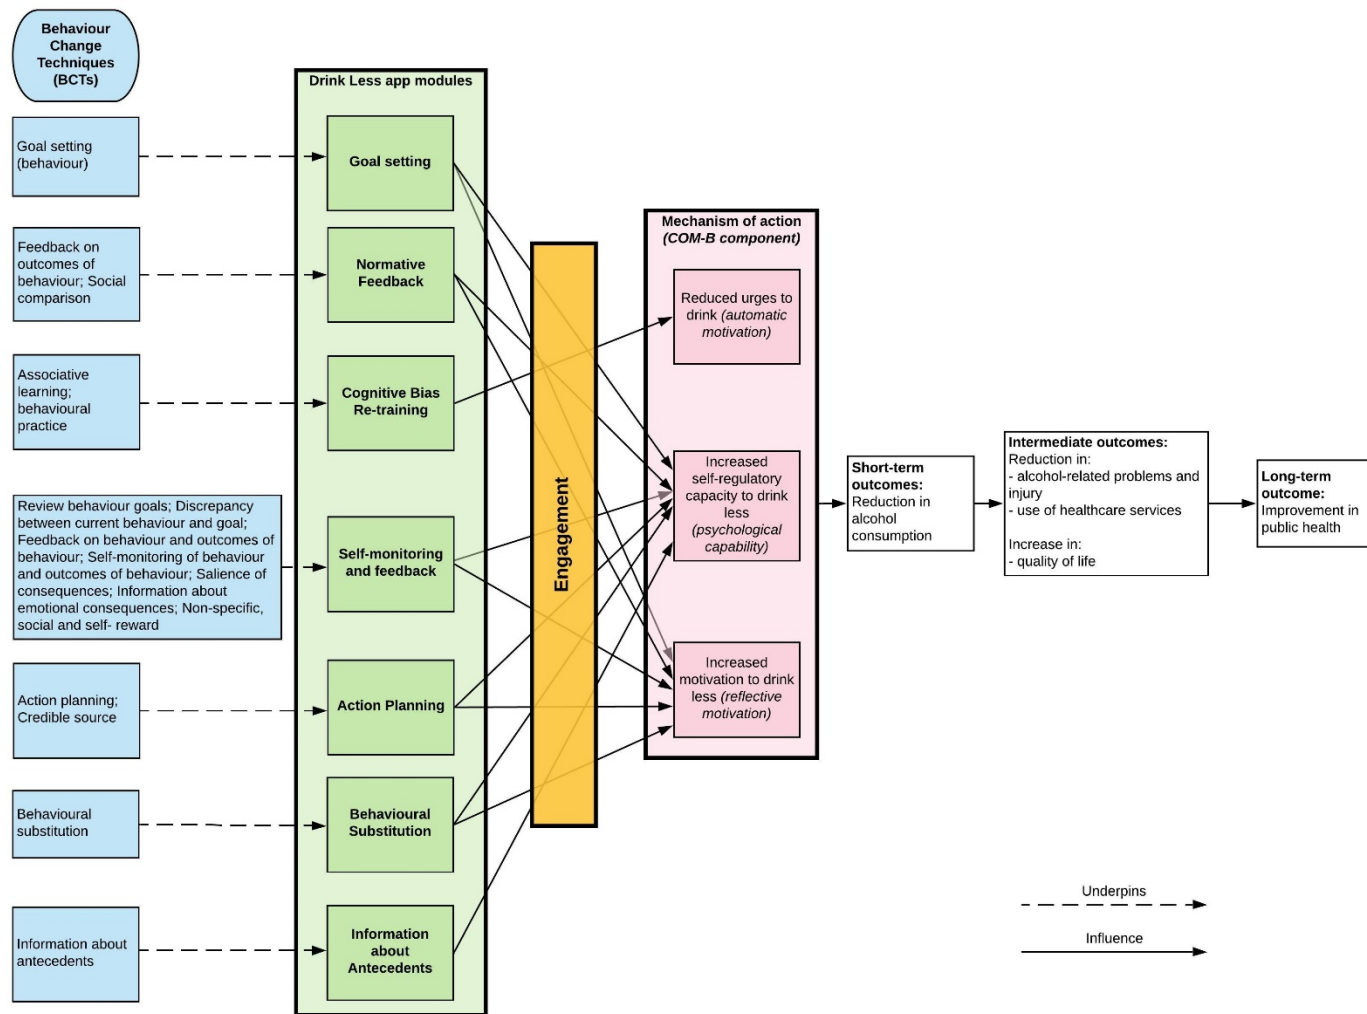 Behaviour
Change
Techniques
(BCTs)
Drink Less app modules
Goal setting
(behaviour)
Goal setting
Feedback on
outcomes of
behaviour; Social
comparison
Normative
Feedback
Associative
learning;
behavioural
practice
Cognitive Bias
Re-training
Review behaviour goals; Discrepancy
between current behaviour and goal;
Feedback on behaviour and outcomes of
behaviour; Self-monitoring of behaviour
and outcomes of behaviour; Salience of
consequences; Information about
emotional consequences; Non-specific,
social and self- reward
Self-monitoring
and feedback
Action planning;
Credible source
Action Planning
Behavioural
substitution
Behavioural
Substitution
Information about
antecedents
Information
about
Antecedents
Engagement
Mechanism of action
(COM-B component)
Reduced urges to
drink (automatic
motivation)
Increased
self-regulatory
capacity to drink
less
(psychological
capability)
Increased
motivation to drink
less (reflective
motivation)
Short-term
outcomes:
Reduction in
alcohol
consumption
Intermediate outcomes:
Reduction in:
- alcohol-related problems and
injury
- use of healthcare services
Increase in:
- quality of life
Long-term
outcome:
Improvement in
public health
Underpins
Influence